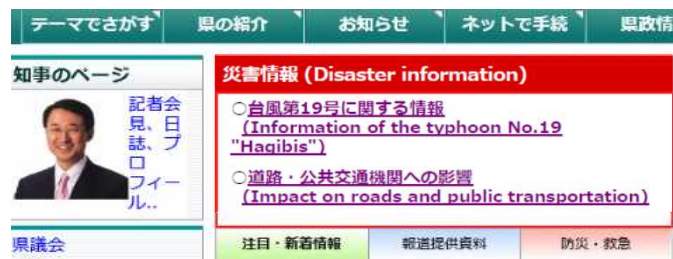 テーマでさがす 県の紹介 お知らせ ネットで手続 県政情
知事のページ
記者会
見、日
誌、プ
ロ
フィー
ル..
県議会
災害情報 (Disaster information)
○台風第19号に関する情報
(Information of the typhoon No.19
"Hagibis")
○道路・公共交通機関への影響
(Impact on roads and public transportation)
注目・新着情報 報道提供資料 防災・救急